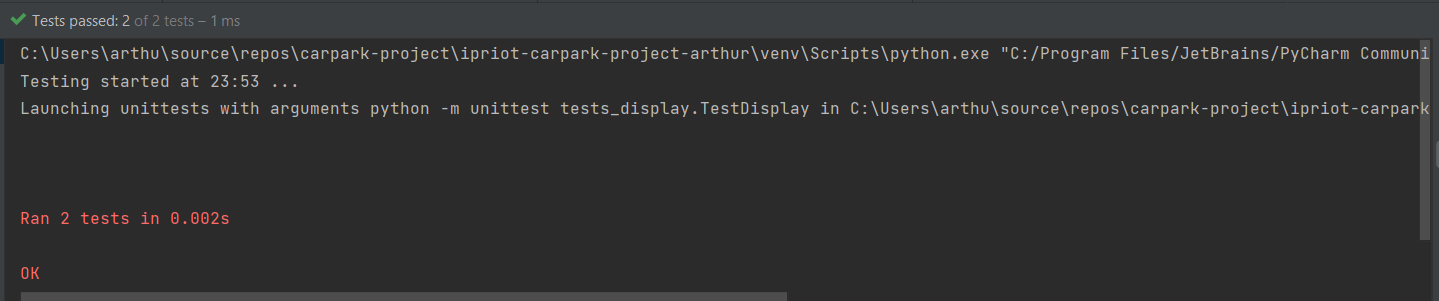 Tests passed: 2 of 2 tests – 1 ms
C:\Users\arthu\source\repos\carpark-project\ipriot-carpark-project-arthur\venv\Scripts\python.exe "C:/Program Files/JetBrains/PyCharm Communi
Testing started at 23:53 ...
Launching unittests with arguments python -m unittest tests_display.TestDisplay in C:\Users\arthu\source\repos\carpark-project\ipriot-carpark
Ran 2 tests in 0.002s
OK